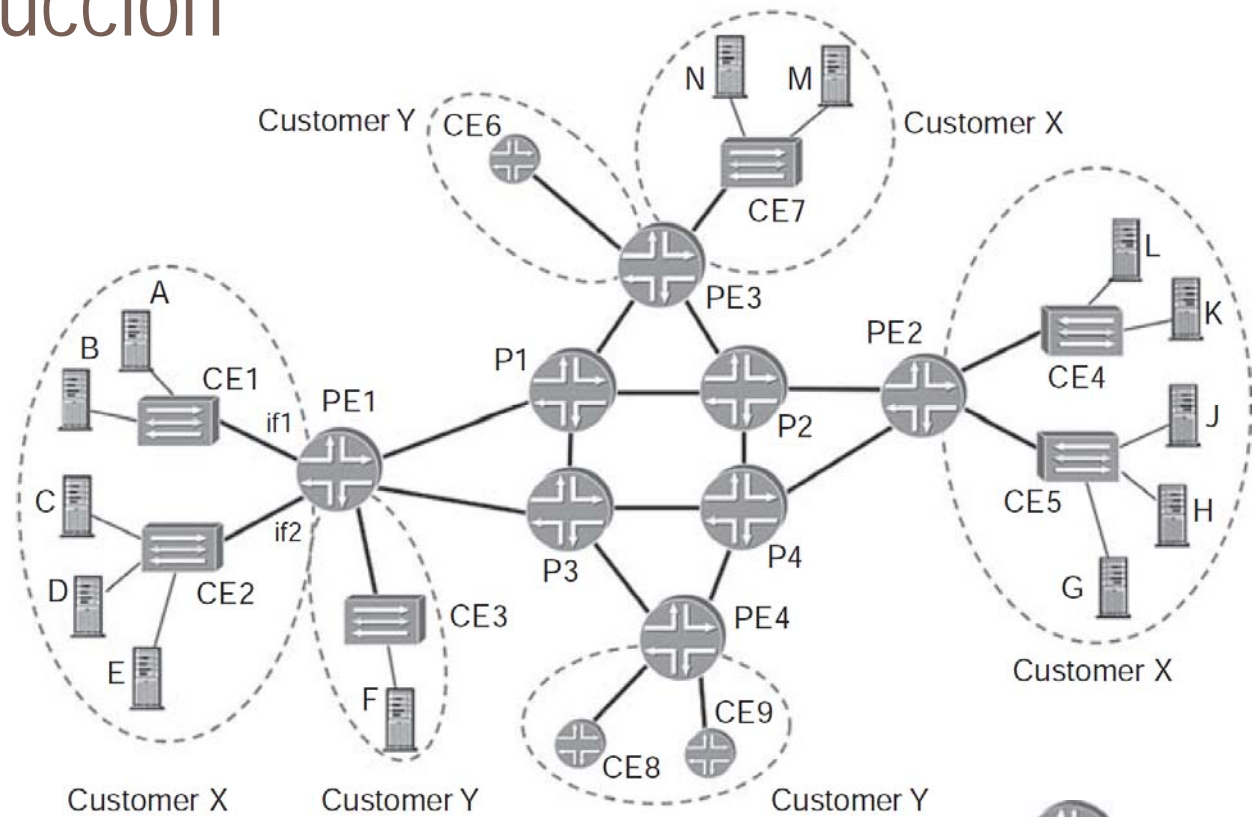 ucción
N
M
Customer Y
CE6
Customer X
CE7
L
PE3
A
PE2
K
B
P1
CE4
CE1
PE1
J
if1
P2
C
CE5
H
if2
P3
P4
D
CE2
G
CE3
PE4
E
Customer X
F
CE9
CE8
Customer X
Customer Y
Customer Y